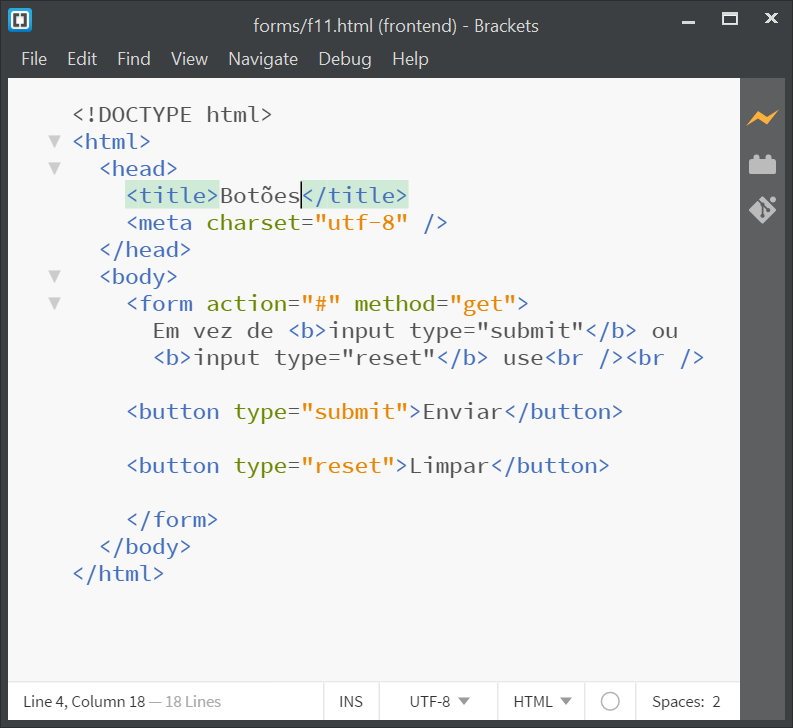 forms/f11.html (frontend) - Brackets
File Edit Find View Navigate Debug Help
<!DOCTYPE html>
<html>
<head>
<title>Botões</title>
<meta charset="utf-8" />
</head>
<body>
<form action="#" method="get">
Em vez de <b>input type="submit"</b> ou
<b>input type="reset"</b> use<br /><br />
<button type="submit">Enviar</button>
<button type="reset">Limpar</button>
</form>
</body>
</html>
Line 4, Column 18 — 18 Lines INS UTF-8 HTML Spaces: 2